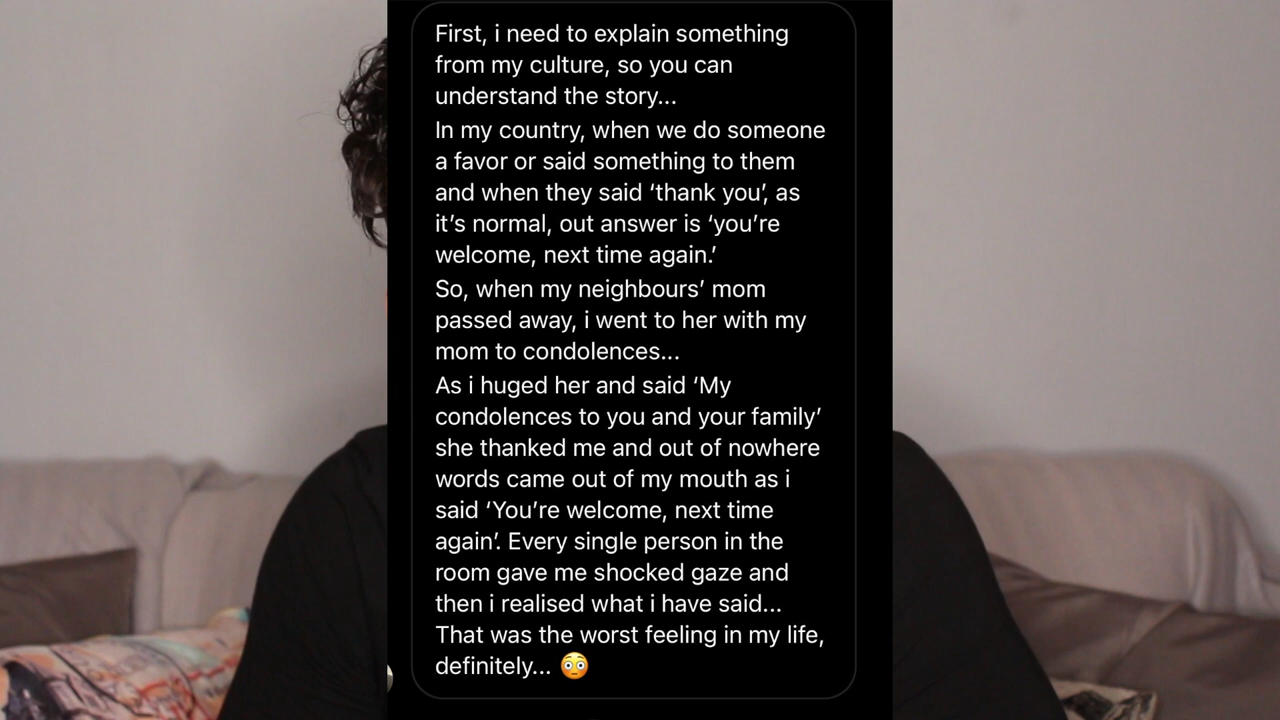 First, i need to explain something
from my culture, so you can
understand the story...
In my country, when we do someone
a favor or said something to them
and when they said ‘thank you’, as
it’s normal, out answer is ‘you’re
welcome, next time again.’
So, when my neighbours’ mom
passed away, i went to her with my
mom to condolences...
As i huged her and said ‘My
condolences to you and your family’
she thanked me and out of nowhere
words came out of my mouth as i
said ‘You’re welcome, next time
again’. Every single person in the
room gave me shocked gaze and
then i realised what i have said...
That was the worst feeling in my life,
definitely... 😳